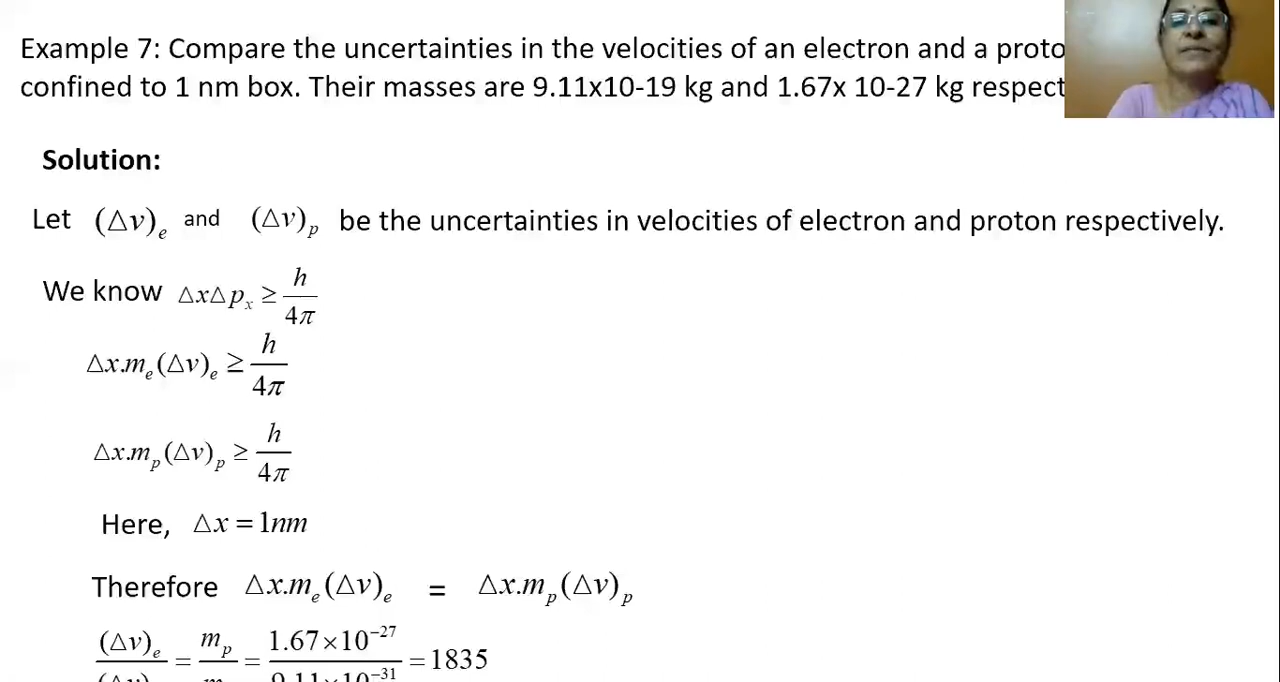 Example 7: Compare the uncertainties in the velocities of an electron and a proto
confined to 1 nm box. Their masses are 9.11x10-19 kg and 1.67x 10-27 kg respect
Solution:
Let (Δv)ₑ and (Δv)ₚ be the uncertainties in velocities of electron and proton respectively.
We know ΔxΔpₓ ≥ h/4π
Δx.mₑ(Δv)ₑ ≥ h/4π
Δx.mₚ(Δv)ₚ ≥ h/4π
Here, Δx = 1nm
Therefore Δx.mₑ(Δv)ₑ = Δx.mₚ(Δv)ₚ
(Δv)ₑ/(Δv) = mₚ/m = 1.67×10⁻²⁷/9.11×10⁻³¹ = 1835